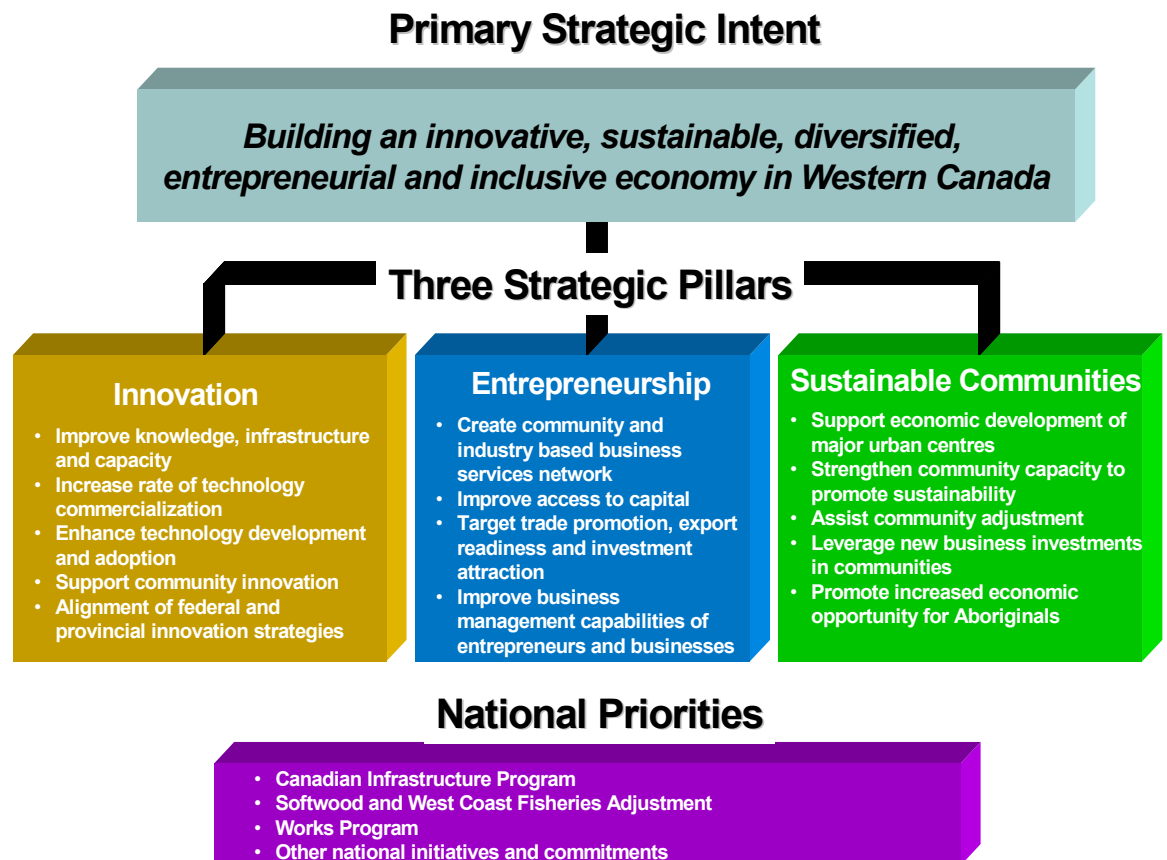 Primary Strategic Intent
Building an innovative, sustainable, diversified,
entrepreneurial and inclusive economy in Western Canada
Three Strategic Pillars
Innovation
• Improve knowledge, infrastructure
and capacity
• Increase rate of technology
commercialization
• Enhance technology development
and adoption
• Support community innovation
• Alignment of federal and
provincial innovation strategies
Entrepreneurship
• Create community and
industry based business
services network
• Improve access to capital
• Target trade promotion, export
readiness and investment
attraction
• Improve business
management capabilities of
entrepreneurs and businesses
Sustainable Communities
• Support economic development of
major urban centres
• Strengthen community capacity to
promote sustainability
• Assist community adjustment
• Leverage new business investments
in communities
• Promote increased economic
opportunity for Aboriginals
National Priorities
• Canadian Infrastructure Program
• Softwood and West Coast Fisheries Adjustment
• Works Program
• Other national initiatives and commitments